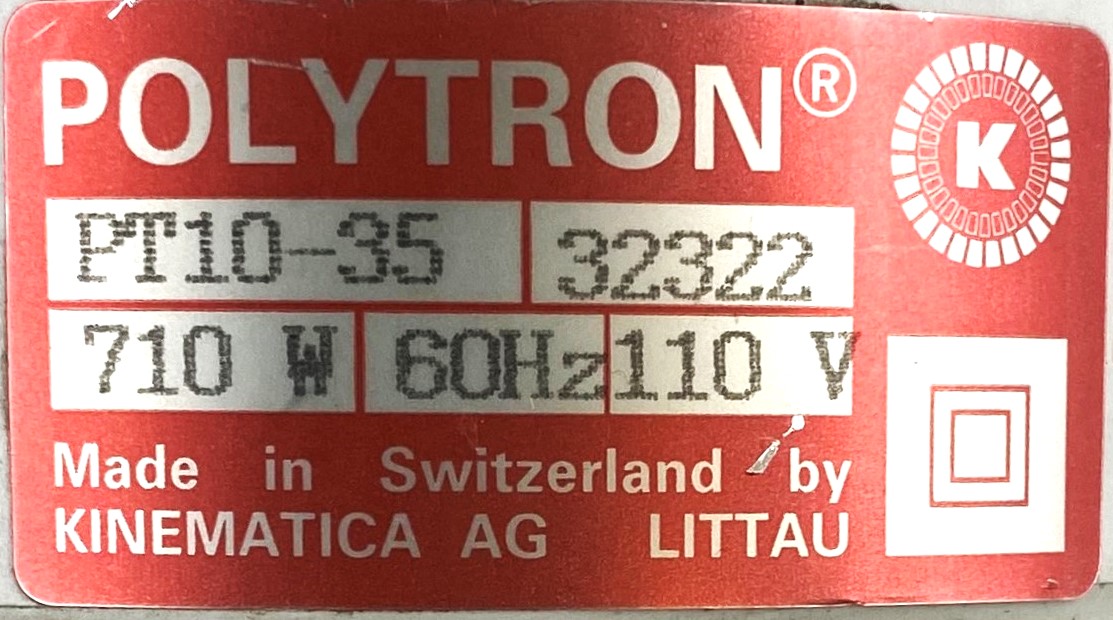 POLYTRON®
K
PT10-35 32322
710 W 60Hz 110 V
Made in Switzerland by
KINEMATICA AG LITTAU